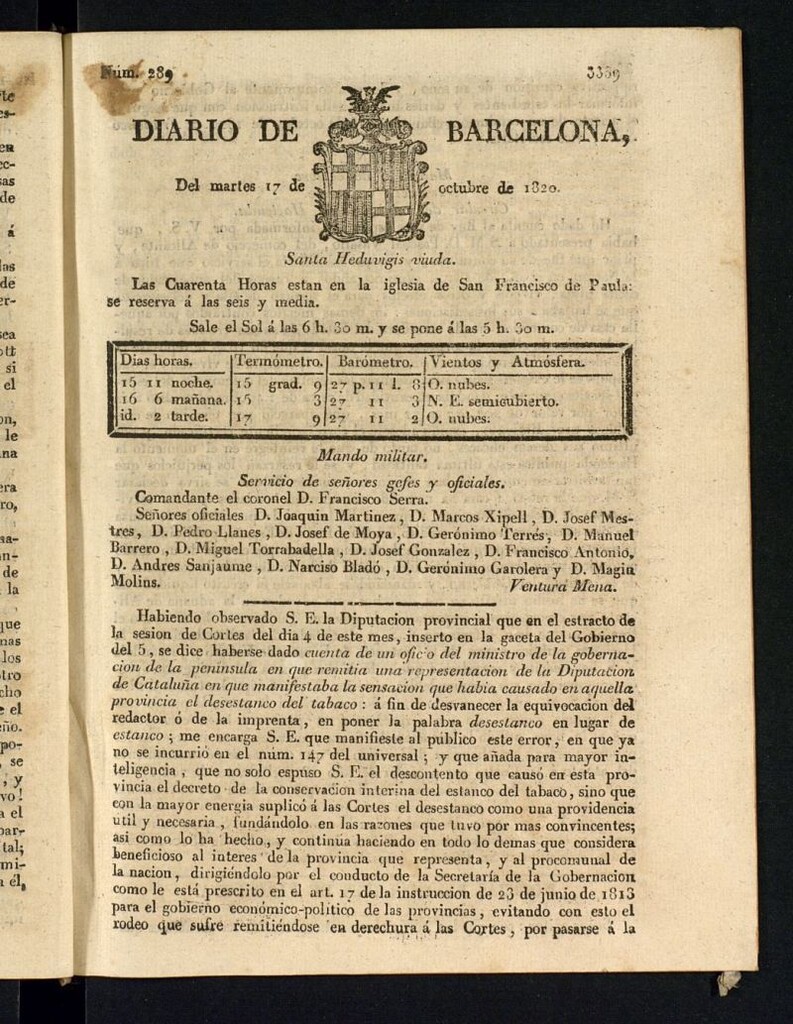 Núm. 289 3389
DIARIO DE BARCELONA,
Del martes 17 de octubre de 1820.
Santa Heduvigis viuda.
Las Cuarenta Horas estan en la iglesia de San Francisco de Paula:
se reserva á las seis y media.
Sale el Sol á las 6 h. 30 m. y se pone á las 5 h. 30 m.
Dias horas. Termómetro. Barómetro. Vientos y Atmósfera.
15 11 noche. 15 grad. 9 27 p. 11 l. 8 O. nubes.
16 6 mañana. 15 3 27 11 3 N. E. semicubierto.
id. 2 tarde. 17 9 27 11 2 O. nubes.
Mando militar.
Servicio de señores gefes y oficiales.
Comandante el coronel D. Francisco Serra.
Señores oficiales D. Joaquin Martinez, D. Marcos Xipell, D. Josef Mes-
tres, D. Pedro Llanes, D. Josef de Moya, D. Gerónimo Terrés, D. Manuel
Barrero, D. Miguel Torrabadella, D. Josef Gonzalez, D. Francisco Antonio,
D. Andres Sanjaume, D. Narciso Bladó, D. Gerónimo Garolera y D. Magin
Molins. Ventura Mena.
Habiendo observado S. E. la Diputacion provincial que en el estracto de
la sesion de Cortes del dia 4 de este mes, inserto en la gaceta del Gobierno
del 5, se dice haberse dado cuenta de un oficio del ministro de la goberna-
cion de la península en que remitia una representacion de la Diputacion
de Cataluña en que manifestaba la sensacion que habia causado en aquella
provincia el desestanco del tabaco: á fin de desvanecer la equivocacion del
redactor ó de la imprenta, en poner la palabra desestanco en lugar de
estanco; me encarga S. E. que manifieste al público este error, en que ya
no se incurrió en el núm. 147 del universal; y que añada para mayor in-
teligencia, que no solo espuso S. E. el descontento que causó en esta pro-
vincia el decreto de la conservacion interina del estanco del tabaco, sino que
con la mayor energía suplicó á las Cortes el desestanco como una providencia
util y necesaria, fundándolo en las razones que tuvo por mas convincentes;
asi como lo ha hecho, y continúa haciendo en todo lo demas que considera
beneficioso al interes de la provincia que representa, y al procomunal de
la nacion, dirigiéndolo por el conducto de la Secretaría de la Gobernacion
como le está prescrito en el art. 17 de la instruccion de 23 de junio de 1813
para el gobierno económico-político de las provincias, evitando con esto el
rodeo que sufre remitiéndose en derechura á las Cortes, por pasarse á la